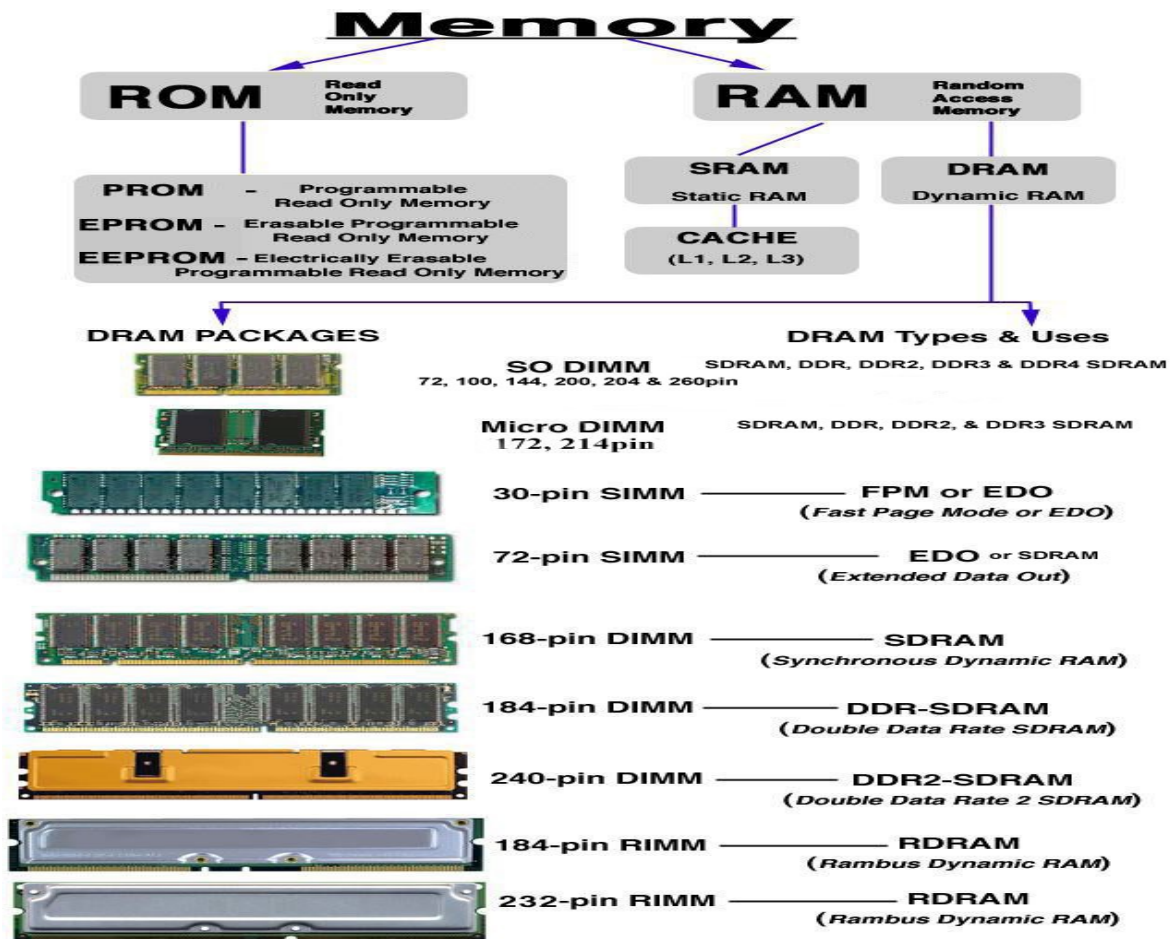 Memory
ROM Read Only Memory
RAM Random Access Memory
PROM - Programmable
Read Only Memory
EPROM - Erasable Programmable
Read Only Memory
EEPROM - Electrically Erasable
Programmable Read Only Memory
SRAM
Static RAM
DRAM
Dynamic RAM
CACHE
(L1, L2, L3)
DRAM PACKAGES
DRAM Types & Uses
SO DIMM
72, 100, 144, 200, 204 & 260pin
SDRAM, DDR, DDR2, DDR3 & DDR4 SDRAM
Micro DIMM
172, 214pin
SDRAM, DDR, DDR2, & DDR3 SDRAM
30-pin SIMM
FPM or EDO
(Fast Page Mode or EDO)
72-pin SIMM
EDO or SDRAM
(Extended Data Out)
168-pin DIMM
SDRAM
(Synchronous Dynamic RAM)
184-pin DIMM
DDR-SDRAM
(Double Data Rate SDRAM)
240-pin DIMM
DDR2-SDRAM
(Double Data Rate 2 SDRAM)
184-pin RIMM
RDRAM
(Rambus Dynamic RAM)
232-pin RIMM
RDRAM
(Rambus Dynamic RAM)